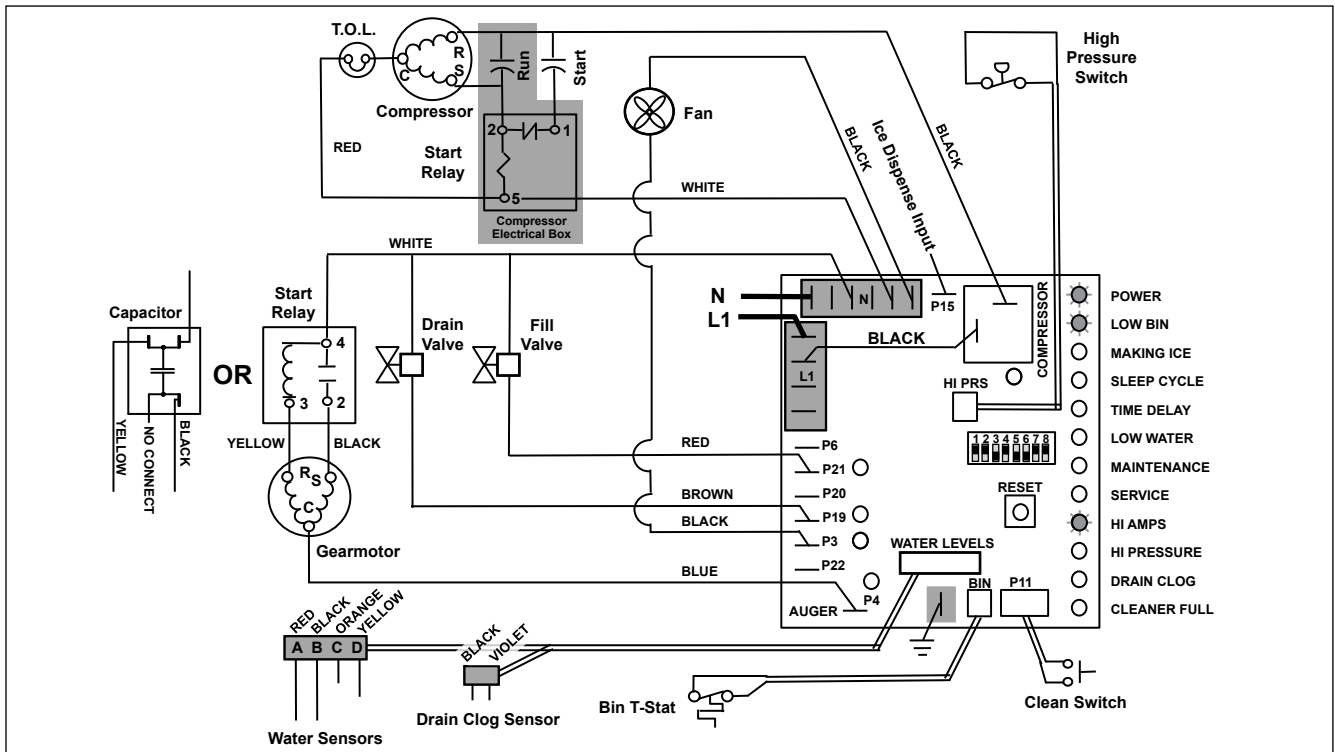 T.O.L.
C
R
S
Compressor
Run
Start
RED
Start
Relay
2
1
5
Compressor
Electrical Box
WHITE
Fan
BLACK
Ice Dispense Input
BLACK
High
Pressure
Switch
WHITE
Capacitor
YELLOW
NO CONNECT
BLACK
OR
Start
Relay
4
3
2
YELLOW
BLACK
R
S
C
Gearmotor
Drain
Valve
Fill
Valve
N
L1
N
P15
COMPRESSOR
BLACK
L1
HI PRS
1 2 3 4 5 6 7 8
RESET
RED
P6
P21
P20
BROWN
P19
BLACK
P3
P22
BLUE
P4
AUGER
WATER LEVELS
BIN
P11
POWER
LOW BIN
MAKING ICE
SLEEP CYCLE
TIME DELAY
LOW WATER
MAINTENANCE
SERVICE
HI AMPS
HI PRESSURE
DRAIN CLOG
CLEANER FULL
RED
BLACK
ORANGE
YELLOW
A B C D
Water Sensors
BLACK
VIOLET
Drain Clog Sensor
Bin T-Stat
Clean Switch